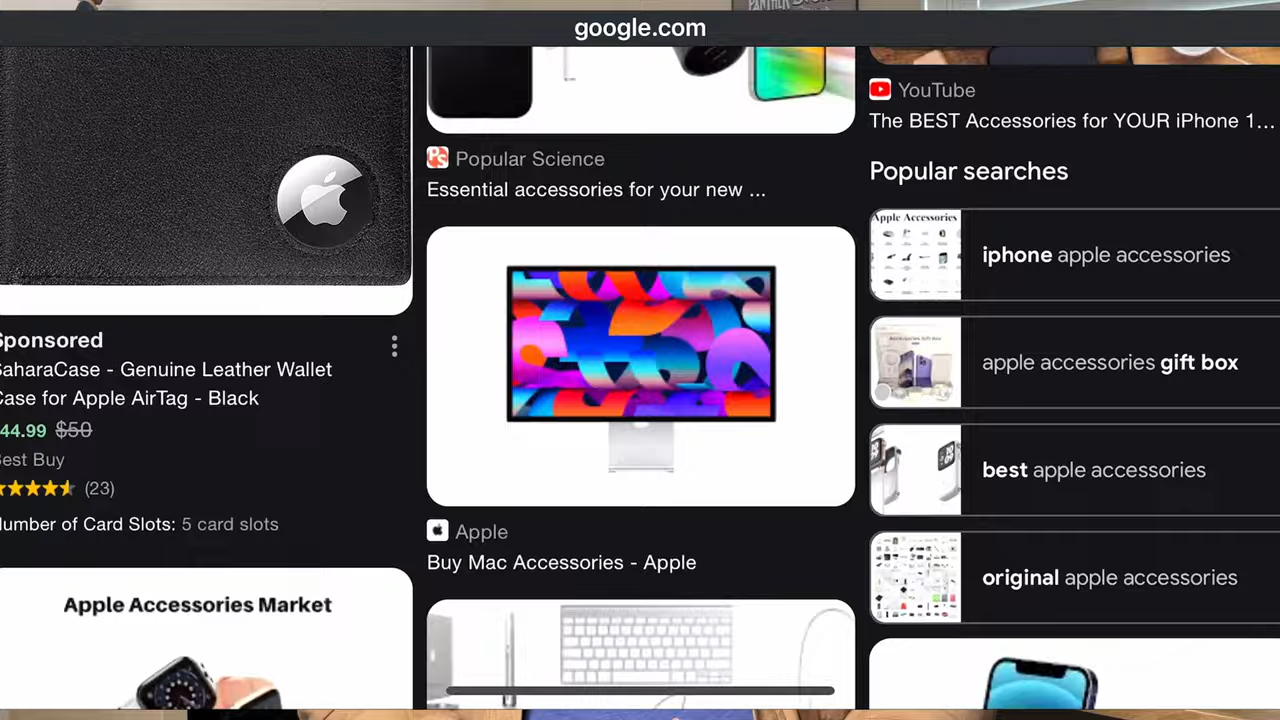 google.com
Sponsored
SaharaCase - Genuine Leather Wallet
Case for Apple AirTag - Black
44.99 $50
Best Buy
(23)
Number of Card Slots: 5 card slots
Apple Accessories Market
Popular Science
Essential accessories for your new ...
Apple
Buy Mac Accessories - Apple
YouTube
The BEST Accessories for YOUR iPhone 1...
Popular searches
Apple Accessories
iphone apple accessories
apple accessories gift box
best apple accessories
original apple accessories